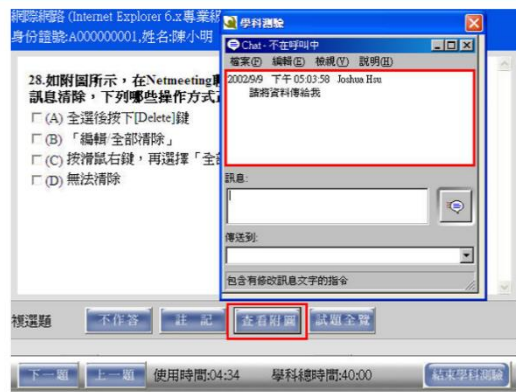 網際網路 (Internet Explorer 6.x專業級
身份證號:A000000001,姓名:陳小明
28.如附圖所示，在Netmeeting
訊息清除，下列哪些操作方式
(A) 全選後按下[Delete]鍵
(B) 「編輯/全部清除」
(C) 按滑鼠右鍵，再選擇「全
(D) 無法清除
學科測驗
Chat - 不在呼叫中
檔案(F) 編輯(E) 檢視(V) 說明(H)
2002/9/9 下午 05:03:58 Joshua Hsu
請將資料傳給我
訊息:
傳送到:
包含有修改訊息文字的指令
複選題 不作答 註 記 查看附圖 試題全覽
下一題 上一題 使用時間:04:34 學科總時間:40:00 結束學科測驗